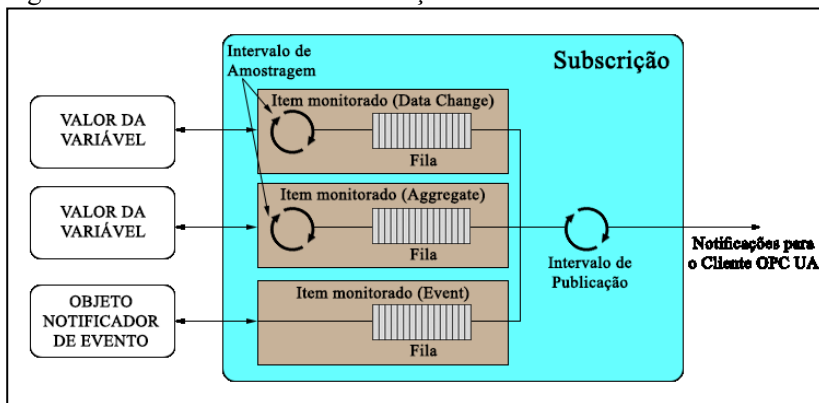 Intervalo de
Amostragem
Subscrição
Item monitorado (Data Change)
VALOR DA
VARIÁVEL
Fila
Item monitorado (Aggregate)
VALOR DA
VARIÁVEL
Fila
Intervalo de
Publicação
Notificações para
o Cliente OPC UA
Item monitorado (Event)
OBJETO
NOTIFICADOR
DE EVENTO
Fila